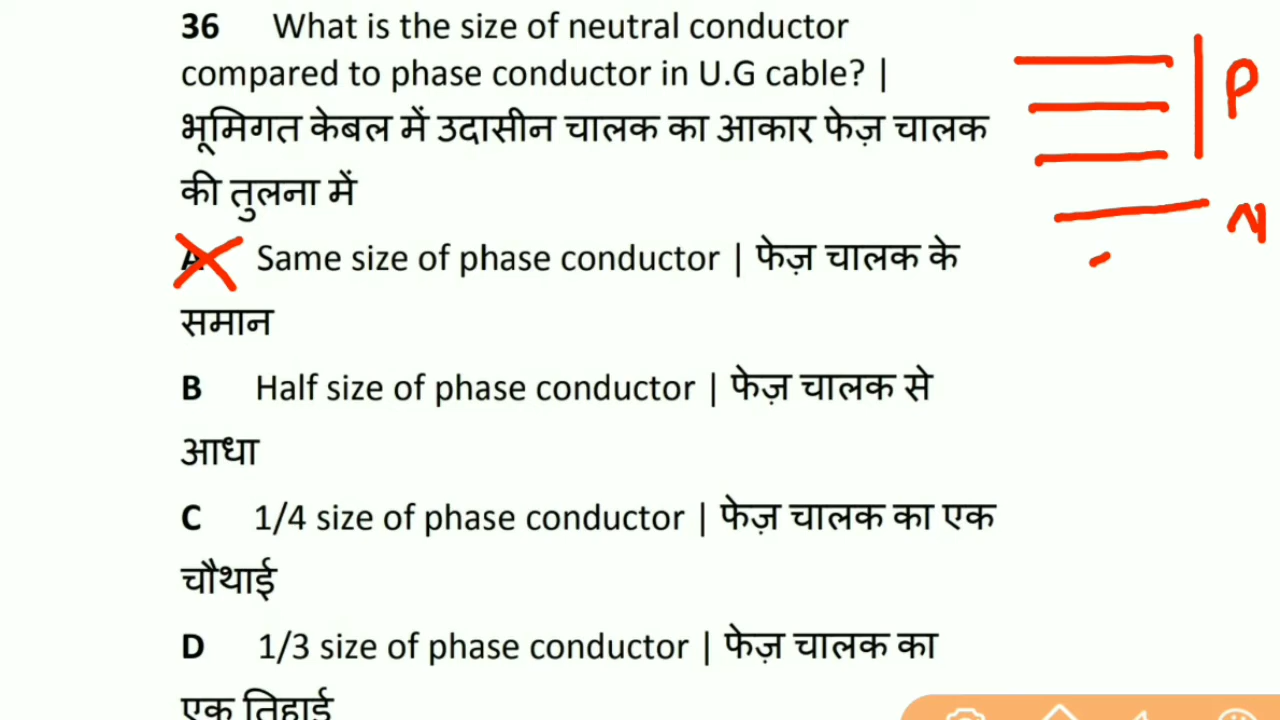 36 What is the size of neutral conductor
compared to phase conductor in U.G cable? |
भूमिगत केबल में उदासीन चालक का आकार फेज़ चालक
की तुलना में
A Same size of phase conductor | फेज़ चालक के
समान
B Half size of phase conductor | फेज़ चालक से
आधा
C 1/4 size of phase conductor | फेज़ चालक का एक
चौथाई
D 1/3 size of phase conductor | फेज़ चालक का
एक तिहाई
P
N